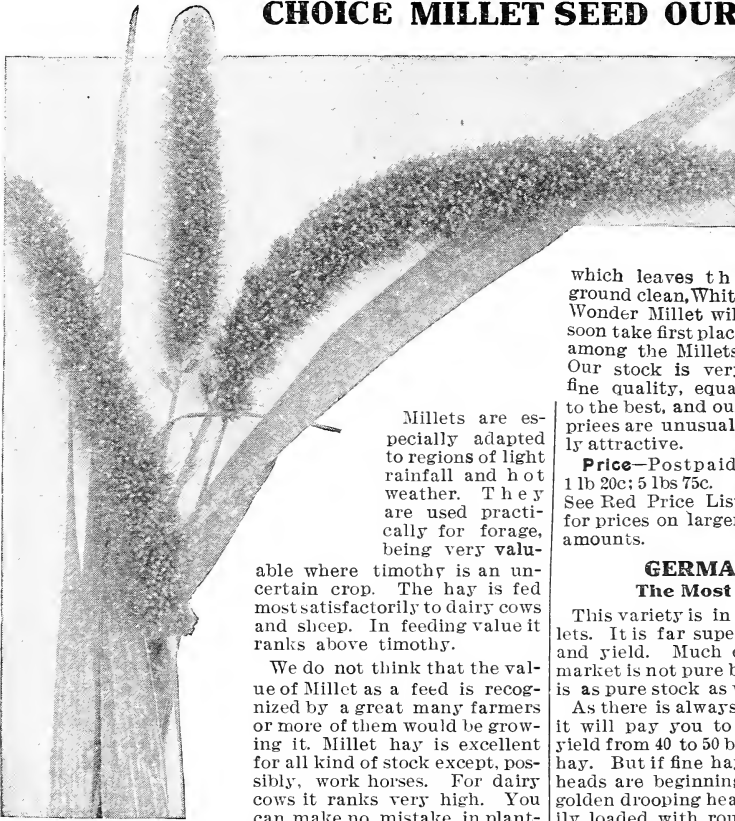 CHOICE MILLET SEED OUR
Millets are es-
pecially adapted
to regions of light
rainfall and hot
weather. They
are used practi-
cally for forage,
being very valu-
able where timothy is an un-
certain crop. The hay is fed
most satisfactorily to dairy cows
and sheep. In feeding value it
ranks above timothy.
We do not think that the val-
ue of Millet as a feed is recog-
nized by a great many farmers
or more of them would be grow-
ing it. Millet hay is excellent
for all kind of stock except, pos-
sibly, work horses. For dairy
cows it ranks very high. You
can make no mistake in plant-
which leaves th
ground clean, Whit
Wonder Millet wil
soon take first plac
among the Millets
Our stock is ver
fine quality, equa
to the best, and ou
prices are unusual
ly attractive.
Price—Postpaid
1 lb 20c; 5 lbs 75c.
See Red Price Lis
for prices on larger
amounts.
GERMA
The Most
This variety is in
lets. It is far supe
and yield. Much
market is not pure b
is as pure stock as
As there is always
it will pay you to
yield from 40 to 50 b
hay. But if fine ha
heads are beginning
golden drooping hea
ily loaded with rou